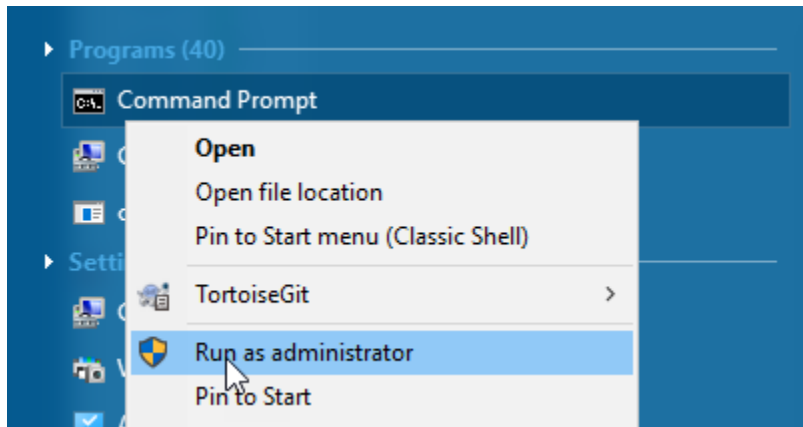 Programs (40)
Command Prompt
Open
Open file location
Pin to Start menu (Classic Shell)
TortoiseGit
Run as administrator
Pin to Start